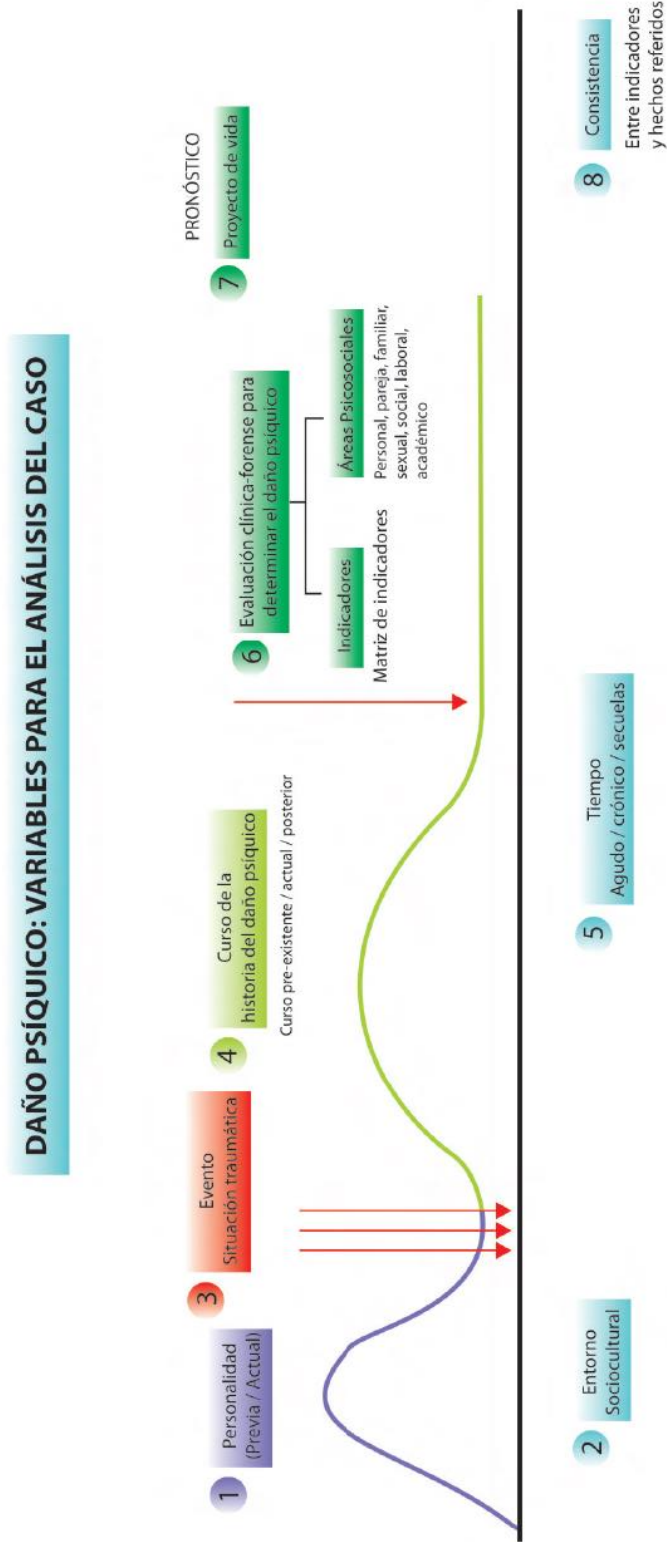 DAÑO PSÍQUICO: VARIABLES PARA EL ANÁLISIS DEL CASO
1
Personalidad
(Previa / Actual)
2
Entorno
Sociocultural
3
Evento
Situación traumática
4
Curso de la
historia del daño psíquico
Curso pre-existente / actual / posterior
5
Tiempo
Agudo / crónico / secuelas
6
Evaluación clínica-forense para
determinar el daño psíquico
Indicadores
Matriz de indicadores
Áreas Psicosociales
Personal, pareja, familiar,
sexual, social, laboral,
académico
PRONÓSTICO
7
Proyecto de vida
8
Consistencia
Entre indicadores
y hechos referidos